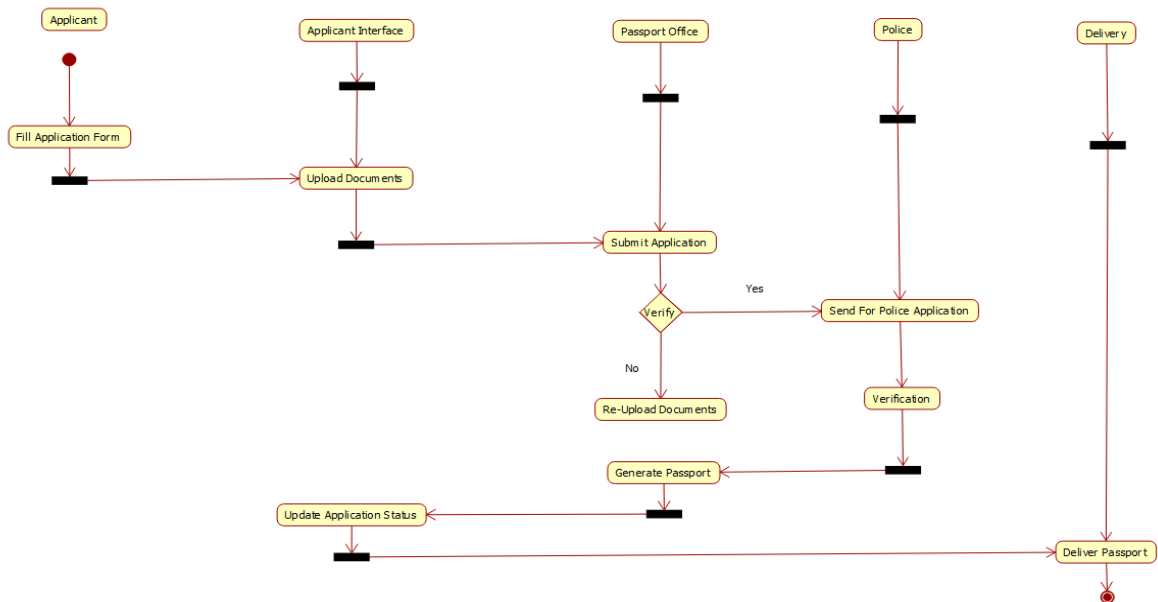 Applicant
Applicant Interface
Passport Office
Police
Delivery
Fill Application Form
Upload Documents
Submit Application
Yes
Verify
Send For Police Application
No
Verification
Re-Upload Documents
Generate Passport
Update Application Status
Deliver Passport